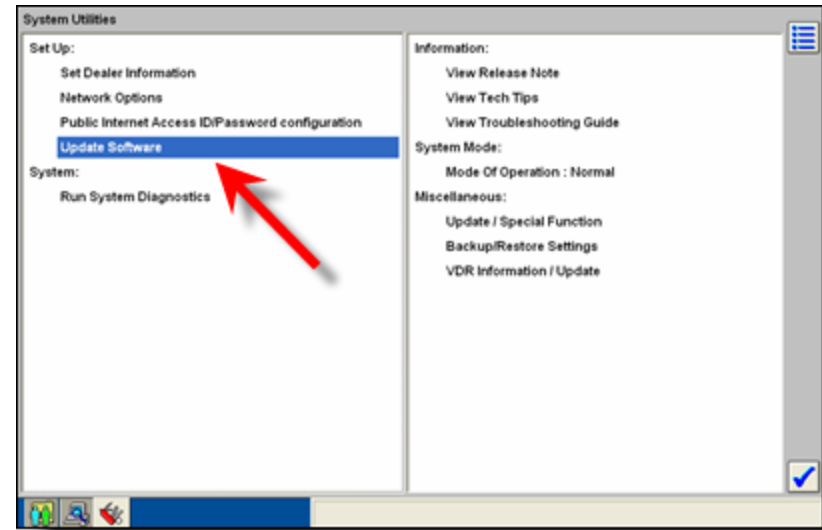 System Utilities
Set Up:
Set Dealer Information
Network Options
Public Internet Access ID/Password configuration
Update Software
System:
Run System Diagnostics
Information:
View Release Note
View Tech Tips
View Troubleshooting Guide
System Mode:
Mode Of Operation : Normal
Miscellaneous:
Update / Special Function
Backup/Restore Settings
VDR Information / Update